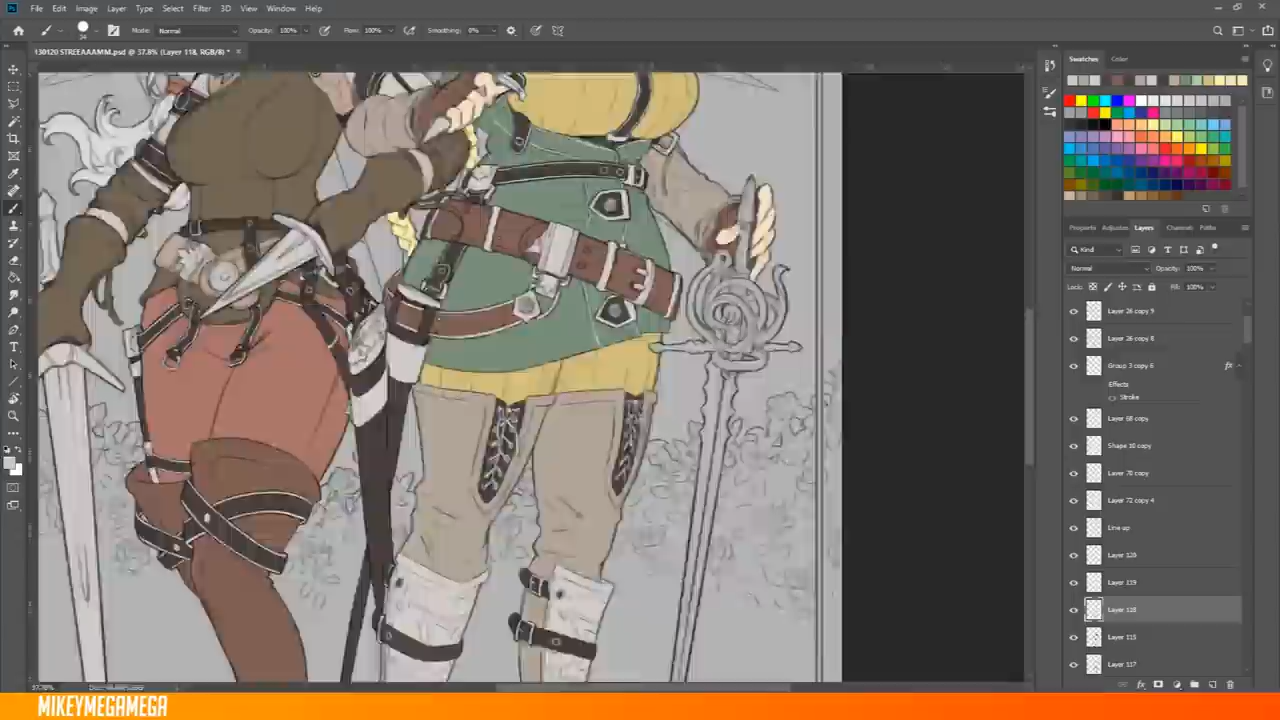 File Edit Image Layer Type Select Filter 3D View Window Help
Mode: Normal Opacity: 100% Flow: 100% Smoothing: 0%
130120 STREEAAAMM.psd @ 37.8% (Layer 118, RGB/8) *
Swatches Color
Properties Adjustm Layers Channels Paths
Kind
Normal Opacity: 100%
Lock: Fill: 100%
Layer 26 copy 9
Layer 26 copy 8
Group 3 copy 6 fx
Effects
Stroke
Layer 68 copy
Shape 10 copy
Layer 70 copy
Layer 72 copy 4
Line up
Layer 120
Layer 119
Layer 118
Layer 115
Layer 117
MIKEYMEGAMEGA